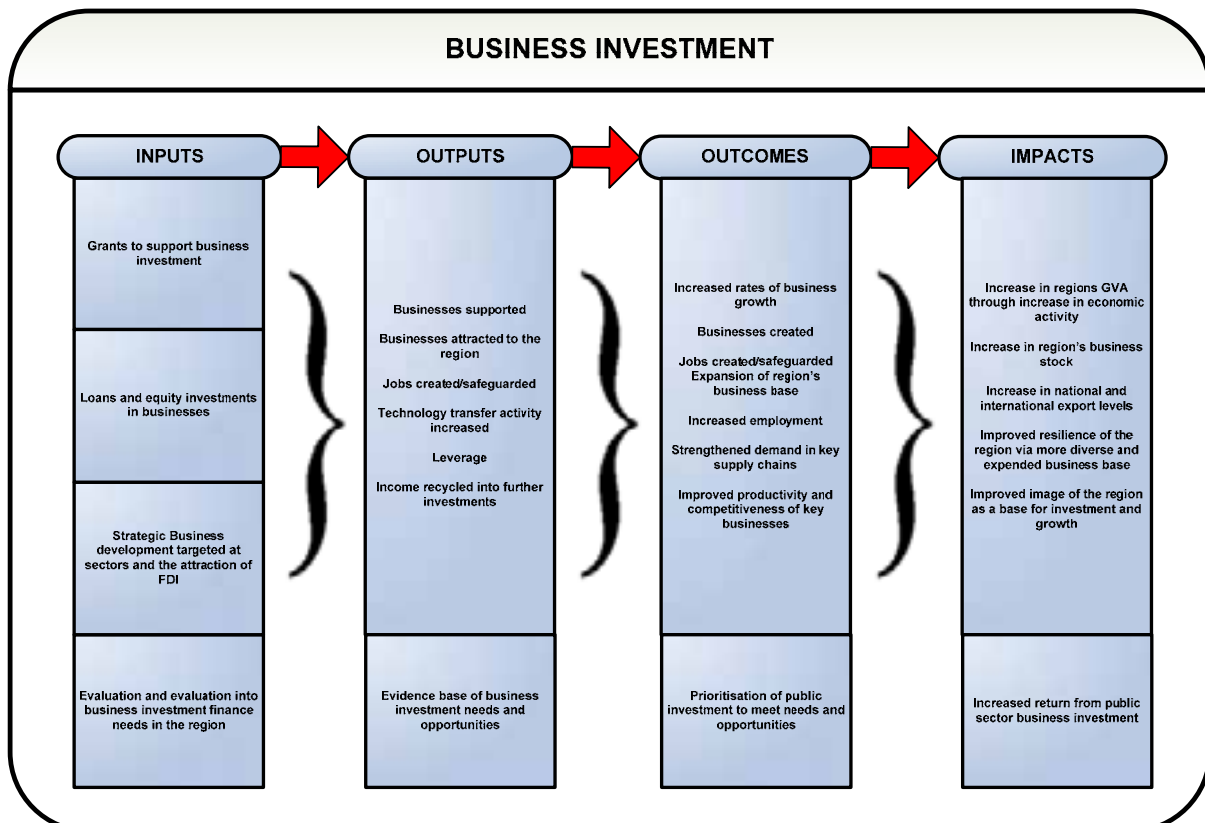 BUSINESS INVESTMENT
INPUTS
Grants to support business
investment
Loans and equity investments
in businesses
Strategic Business
development targeted at
sectors and the attraction of
FDI
Evaluation and evaluation into
business investment finance
needs in the region
OUTPUTS
Businesses supported
Businesses attracted to the
region
Jobs created/safeguarded
Technology transfer activity
increased
Leverage
Income recycled into further
investments
Evidence base of business
investment needs and
opportunities
OUTCOMES
Increased rates of business
growth
Businesses created
Jobs created/safeguarded
Expansion of region's
business base
Increased employment
Strengthened demand in key
supply chains
Improved productivity and
competitiveness of key
businesses
Prioritisation of public
investment to meet needs and
opportunities
IMPACTS
Increase in regions GVA
through increase in economic
activity
Increase in region's business
stock
Increase in national and
international export levels
Improved resilience of the
region via more diverse and
expended business base
Improved image of the region
as a base for investment and
growth
Increased return from public
sector business investment